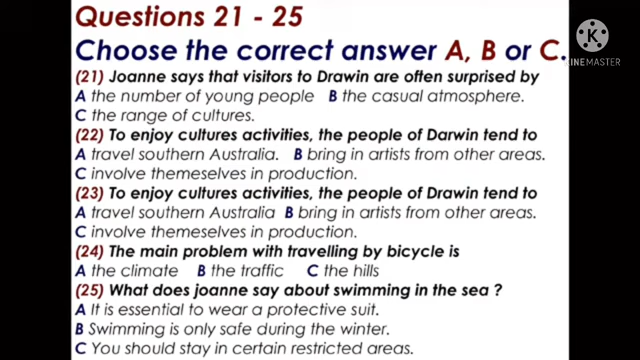 Questions 21 - 25
Choose the correct answer A, B or C.
KINEMASTER
(21) Joanne says that visitors to Drawin are often surprised by
A the number of young people B the casual atmosphere.
C the range of cultures.
(22) To enjoy cultures activities, the people of Darwin tend to
A travel southern Australia. B bring in artists from other areas.
C involve themeselves in production.
(23) To enjoy cultures activities, the people of Drawin tend to
A travel southern Australia B bring in artists from other areas.
C involve themeselves in production.
(24) The main problem with travelling by bicycle is
A the climate B the traffic C the hills
(25) What does joanne say about swimming in the sea ?
A It is essential to wear a protective suit.
B Swimming is only safe during the winter.
C You should stay in certain restricted areas.